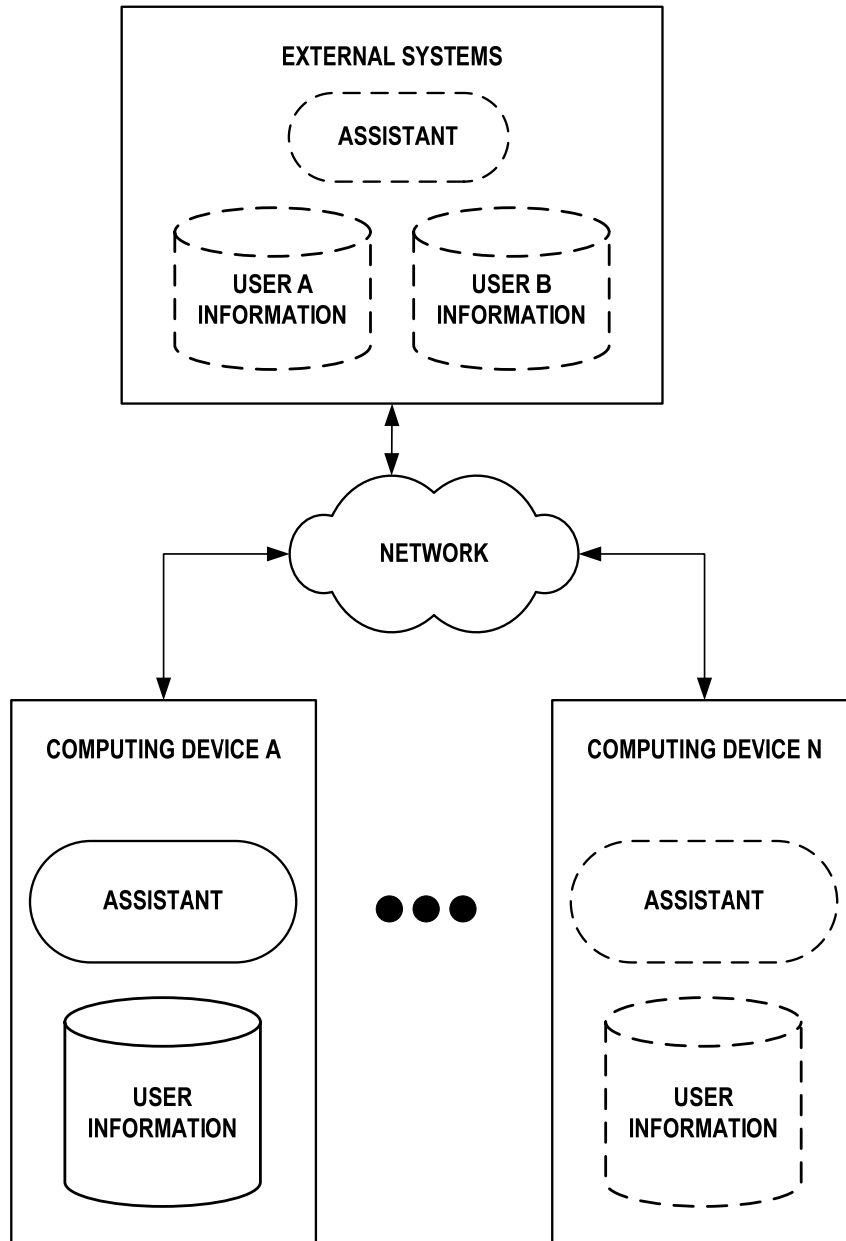 EXTERNAL SYSTEMS
ASSISTANT
USER A
INFORMATION
USER B
INFORMATION
NETWORK
COMPUTING DEVICE A
ASSISTANT
USER
INFORMATION
COMPUTING DEVICE N
ASSISTANT
USER
INFORMATION